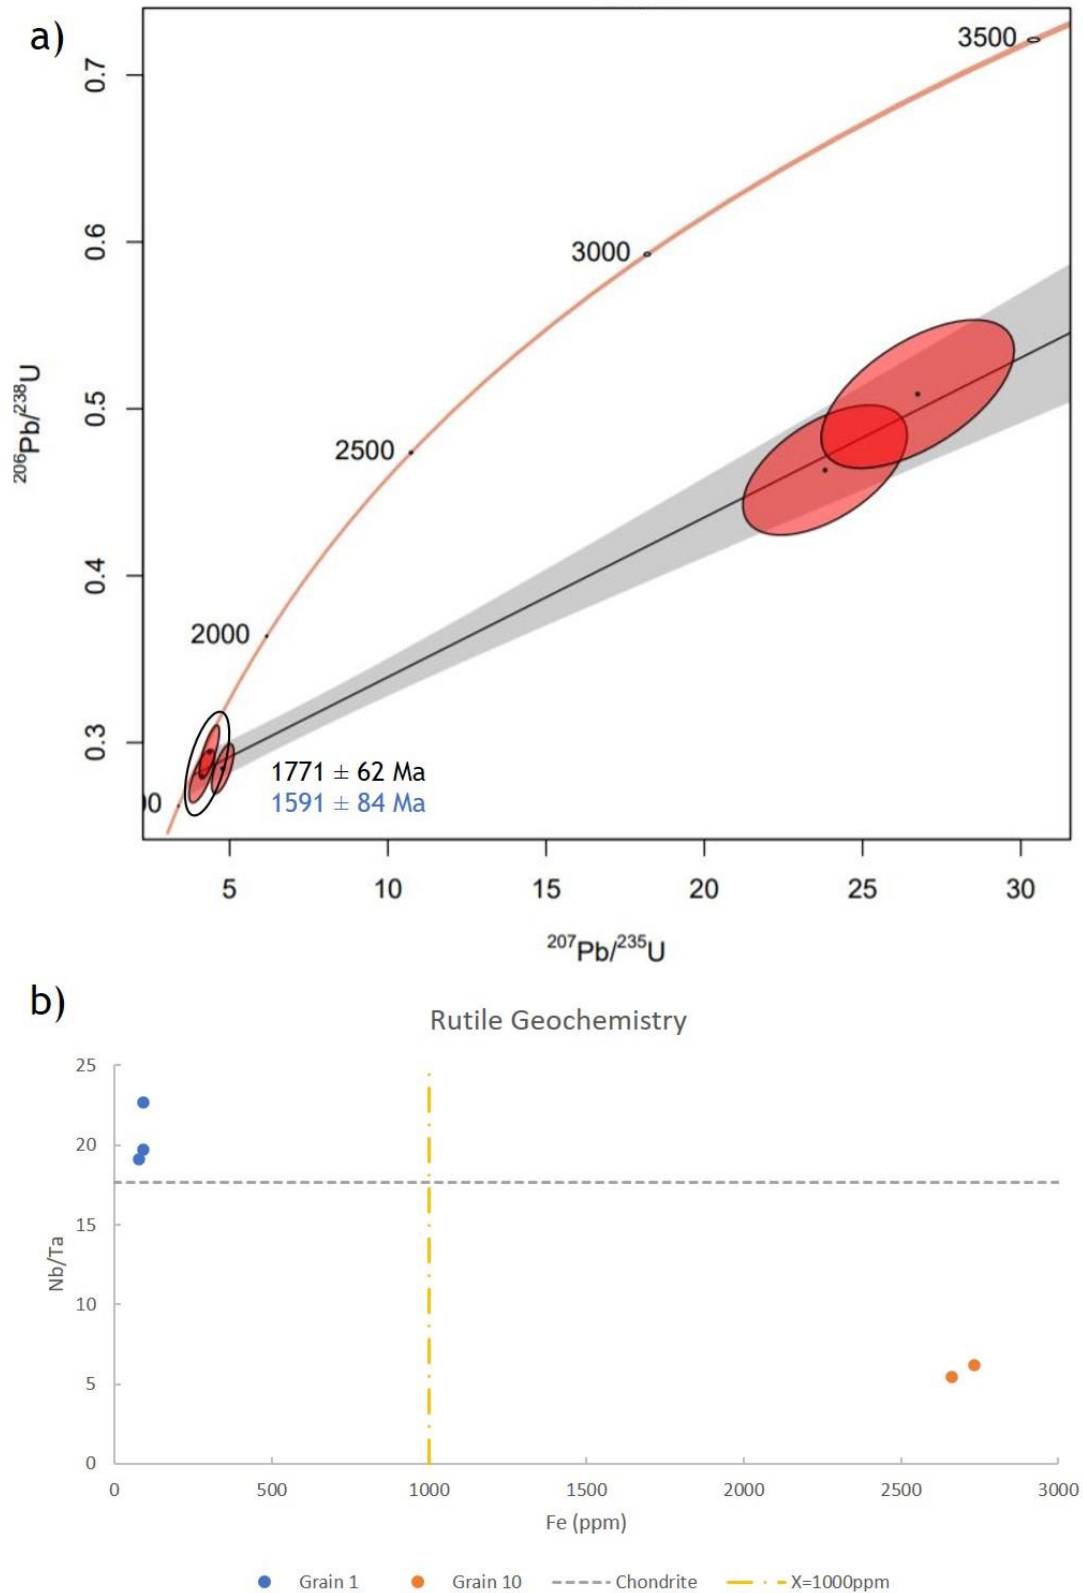 a)
3500
0.7
3000
0.6
0.5
2500
206Pb/238U
0.4
2000
0.3
1771 ± 62 Ma
00
1591 ± 84 Ma
5 10 15 20 25 30
207Pb/235U
b)
Rutile Geochemistry
25
20
15
Nb/Ta
10
5
0
0 500 1000 1500 2000 2500 3000
Fe (ppm)
Grain 1 Grain 10 Chondrite X=1000ppm